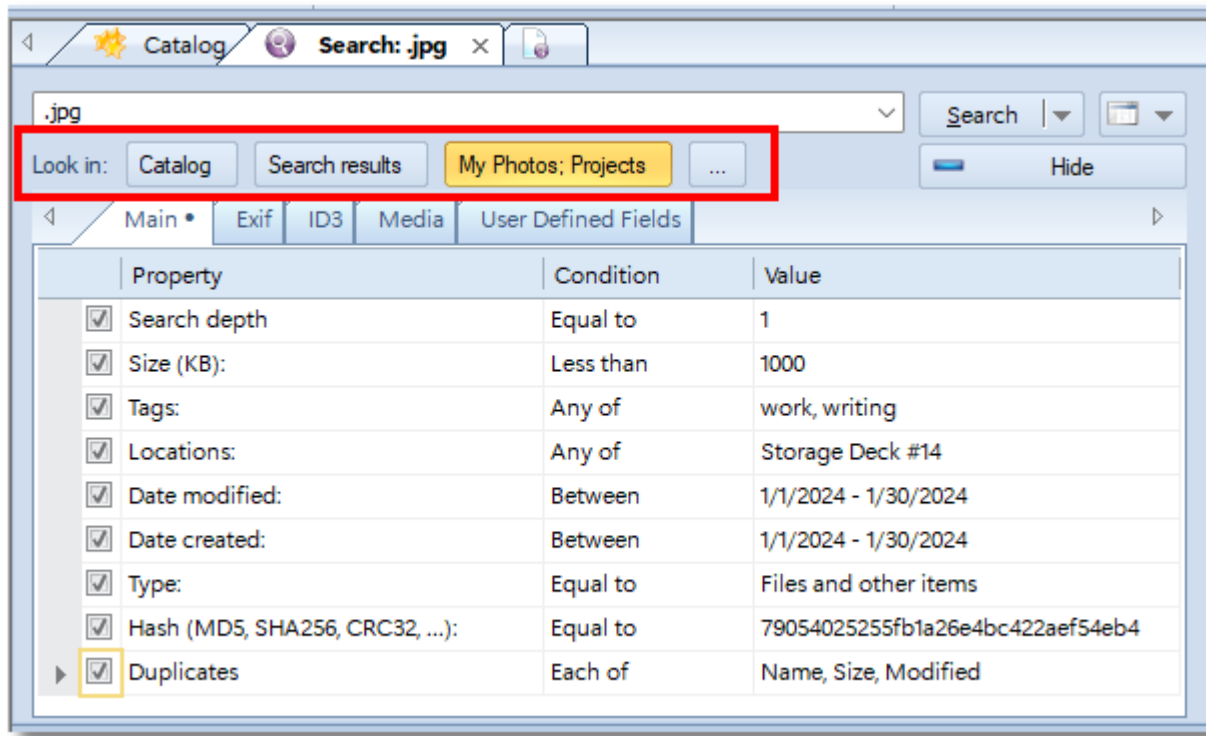 Catalog Search: .jpg
.jpg Search
Look in: Catalog Search results My Photos; Projects ... Hide
Main • Exif ID3 Media User Defined Fields
Property Condition Value
Search depth Equal to 1
Size (KB): Less than 1000
Tags: Any of work, writing
Locations: Any of Storage Deck #14
Date modified: Between 1/1/2024 - 1/30/2024
Date created: Between 1/1/2024 - 1/30/2024
Type: Equal to Files and other items
Hash (MD5, SHA256, CRC32, ...): Equal to 79054025255fb1a26e4bc422aef54eb4
Duplicates Each of Name, Size, Modified